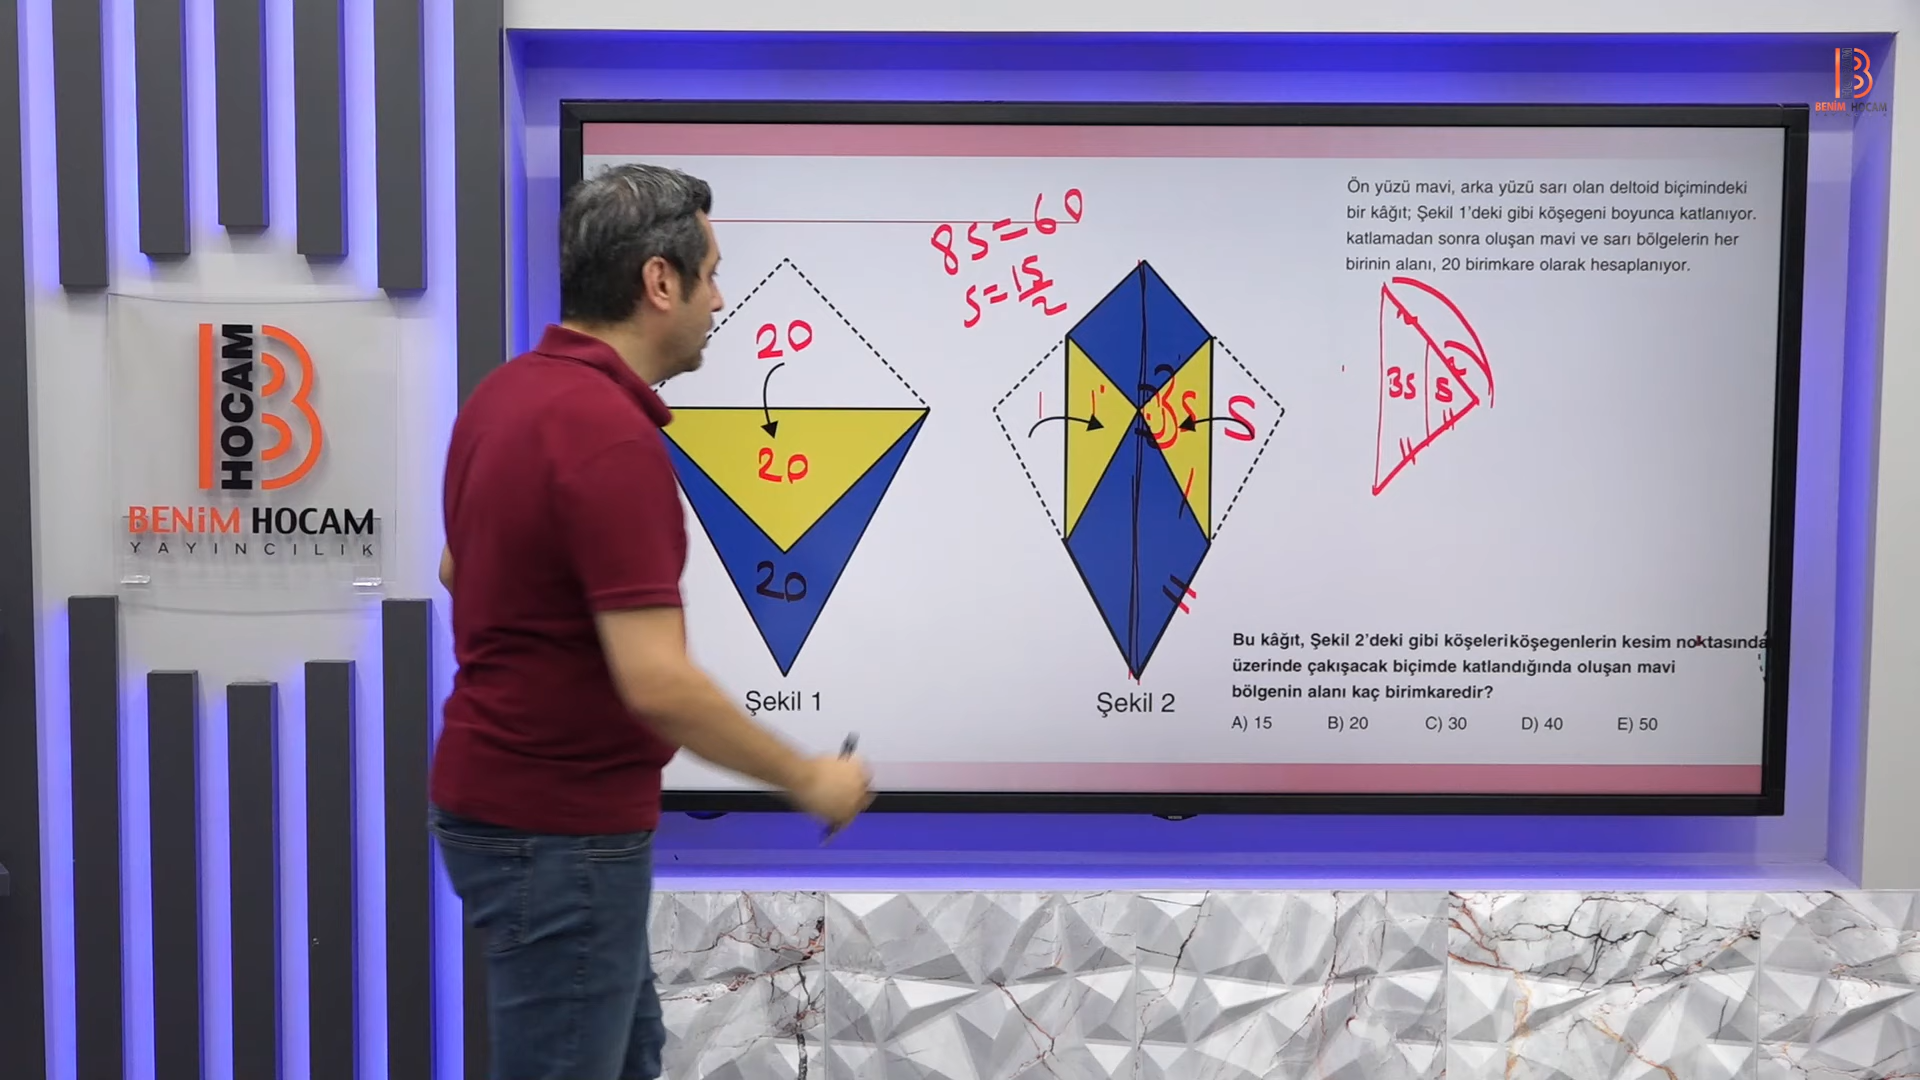 BENİM HOCAM
HOCAM
BENİM HOCAM
YAYINCILIK
8S=60
S=15/2
20
20
20
Şekil 1
1
1
S
S
Şekil 2
Ön yüzü mavi, arka yüzü sarı olan deltoid biçimindeki
bir kâğıt; Şekil 1'deki gibi köşegeni boyunca katlanıyor.
katlamadan sonra oluşan mavi ve sarı bölgelerin her
birinin alanı, 20 birimkare olarak hesaplanıyor.
3S
S
Bu kâğıt, Şekil 2'deki gibi köşeleri köşegenlerin kesim noktasında
üzerinde çakışacak biçimde katlandığında oluşan mavi
bölgenin alanı kaç birimkaredir?
A) 15 B) 20 C) 30 D) 40 E) 50